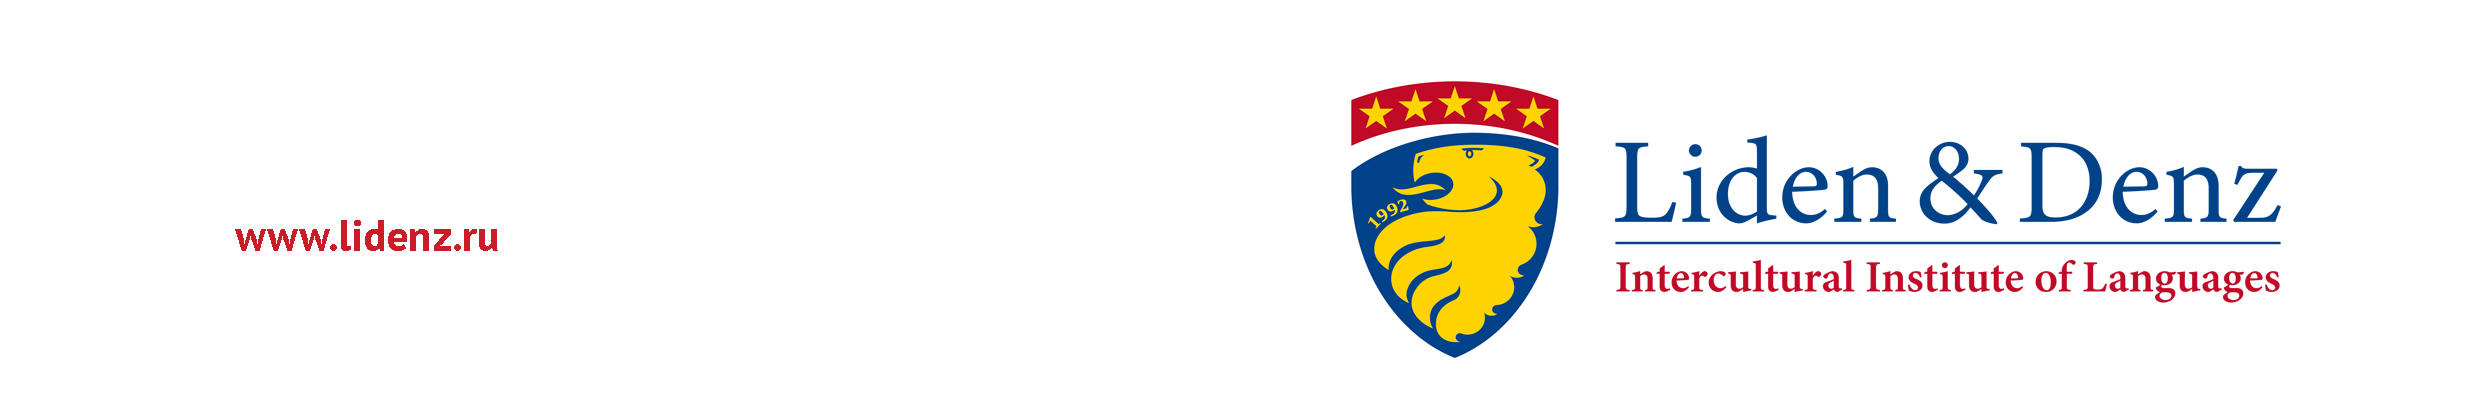 www.lidenz.ru
1992
Liden & Denz
Intercultural Institute of Languages